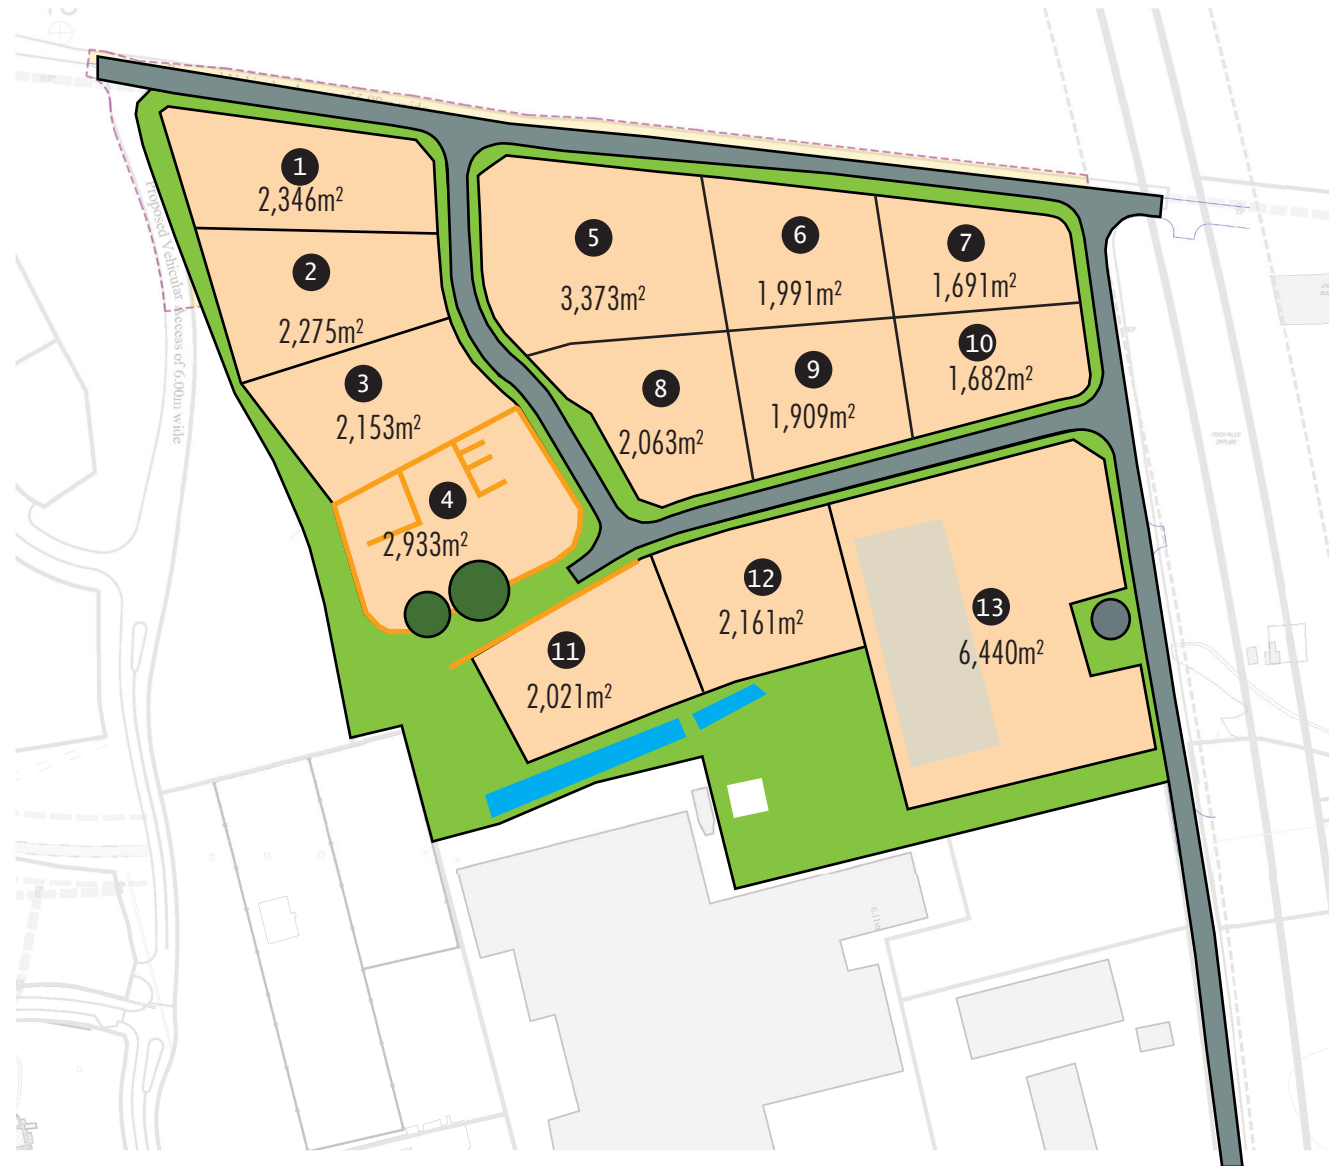 1
2,346m²
2
2,275m²
3
2,153m²
4
2,933m²
5
3,373m²
6
1,991m²
7
1,691m²
8
2,063m²
9
1,909m²
10
1,682m²
11
2,021m²
12
2,161m²
13
6,440m²
Proposed Vehicular Access of 6.00m wide